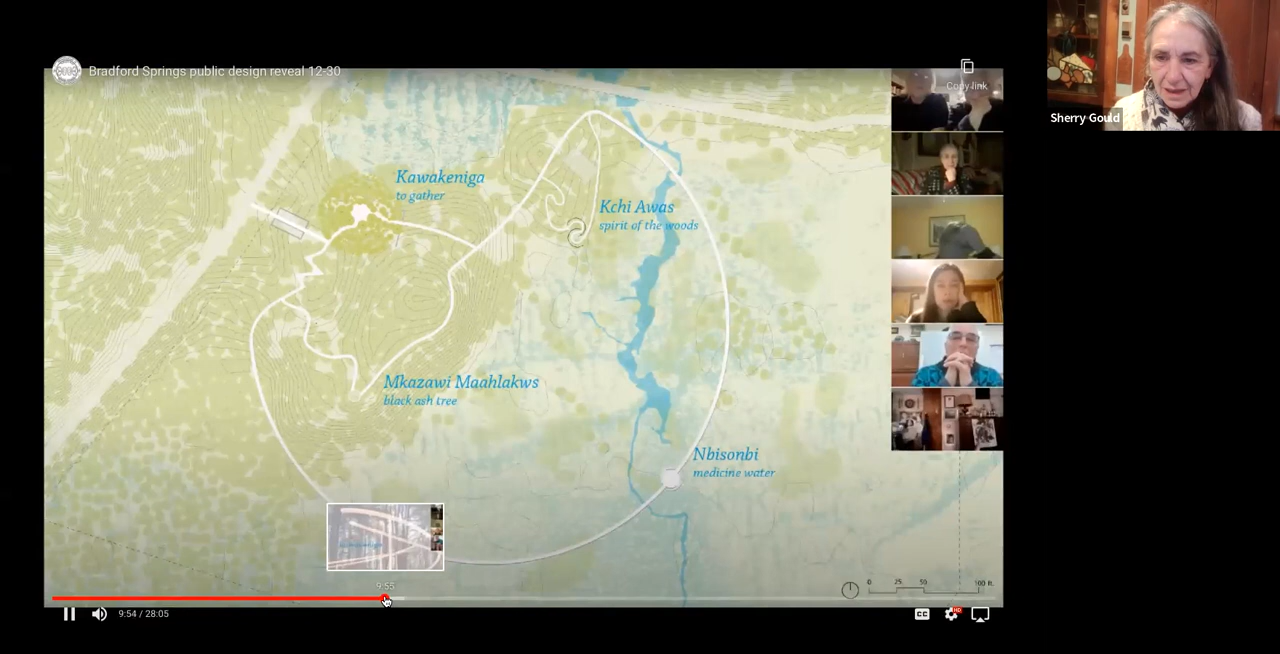 Bradford Springs public design reveal 12-30
Copy link
Sherry Gould
Kawakeniga
to gather
Kchi Awas
spirit of the woods
Mkazawi Maahlakws
black ash tree
Nbisonbi
medicine water
9:55
0 25 50 100 ft.
9:54 / 28:05
CC
HD